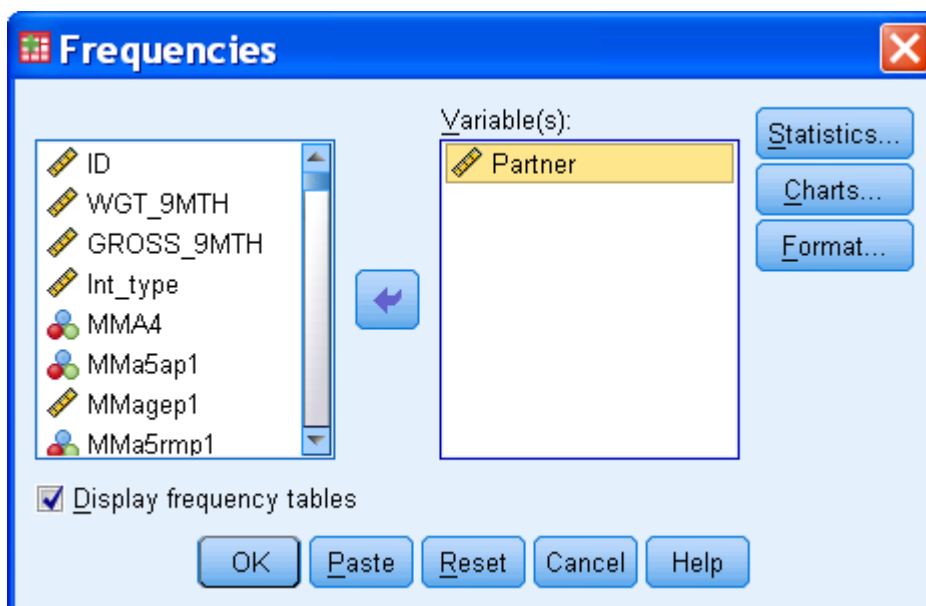 Frequencies
ID
WGT_9MTH
GROSS_9MTH
Int_type
MMA4
MMa5ap1
MMagep1
MMa5rmp1
Variable(s):
Partner
Statistics...
Charts...
Format...
Display frequency tables
OK Paste Reset Cancel Help